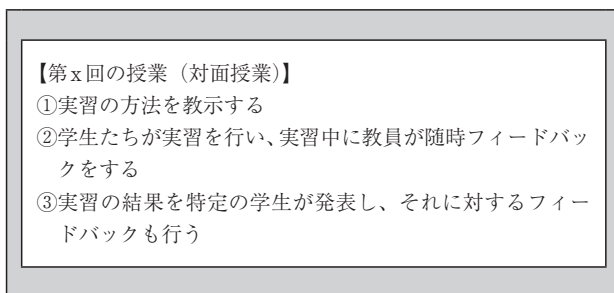 【第x回の授業（対面授業）】
①実習の方法を教示する
②学生たちが実習を行い、実習中に教員が随時フィードバッ
クをする
③実習の結果を特定の学生が発表し、それに対するフィー
ドバックも行う